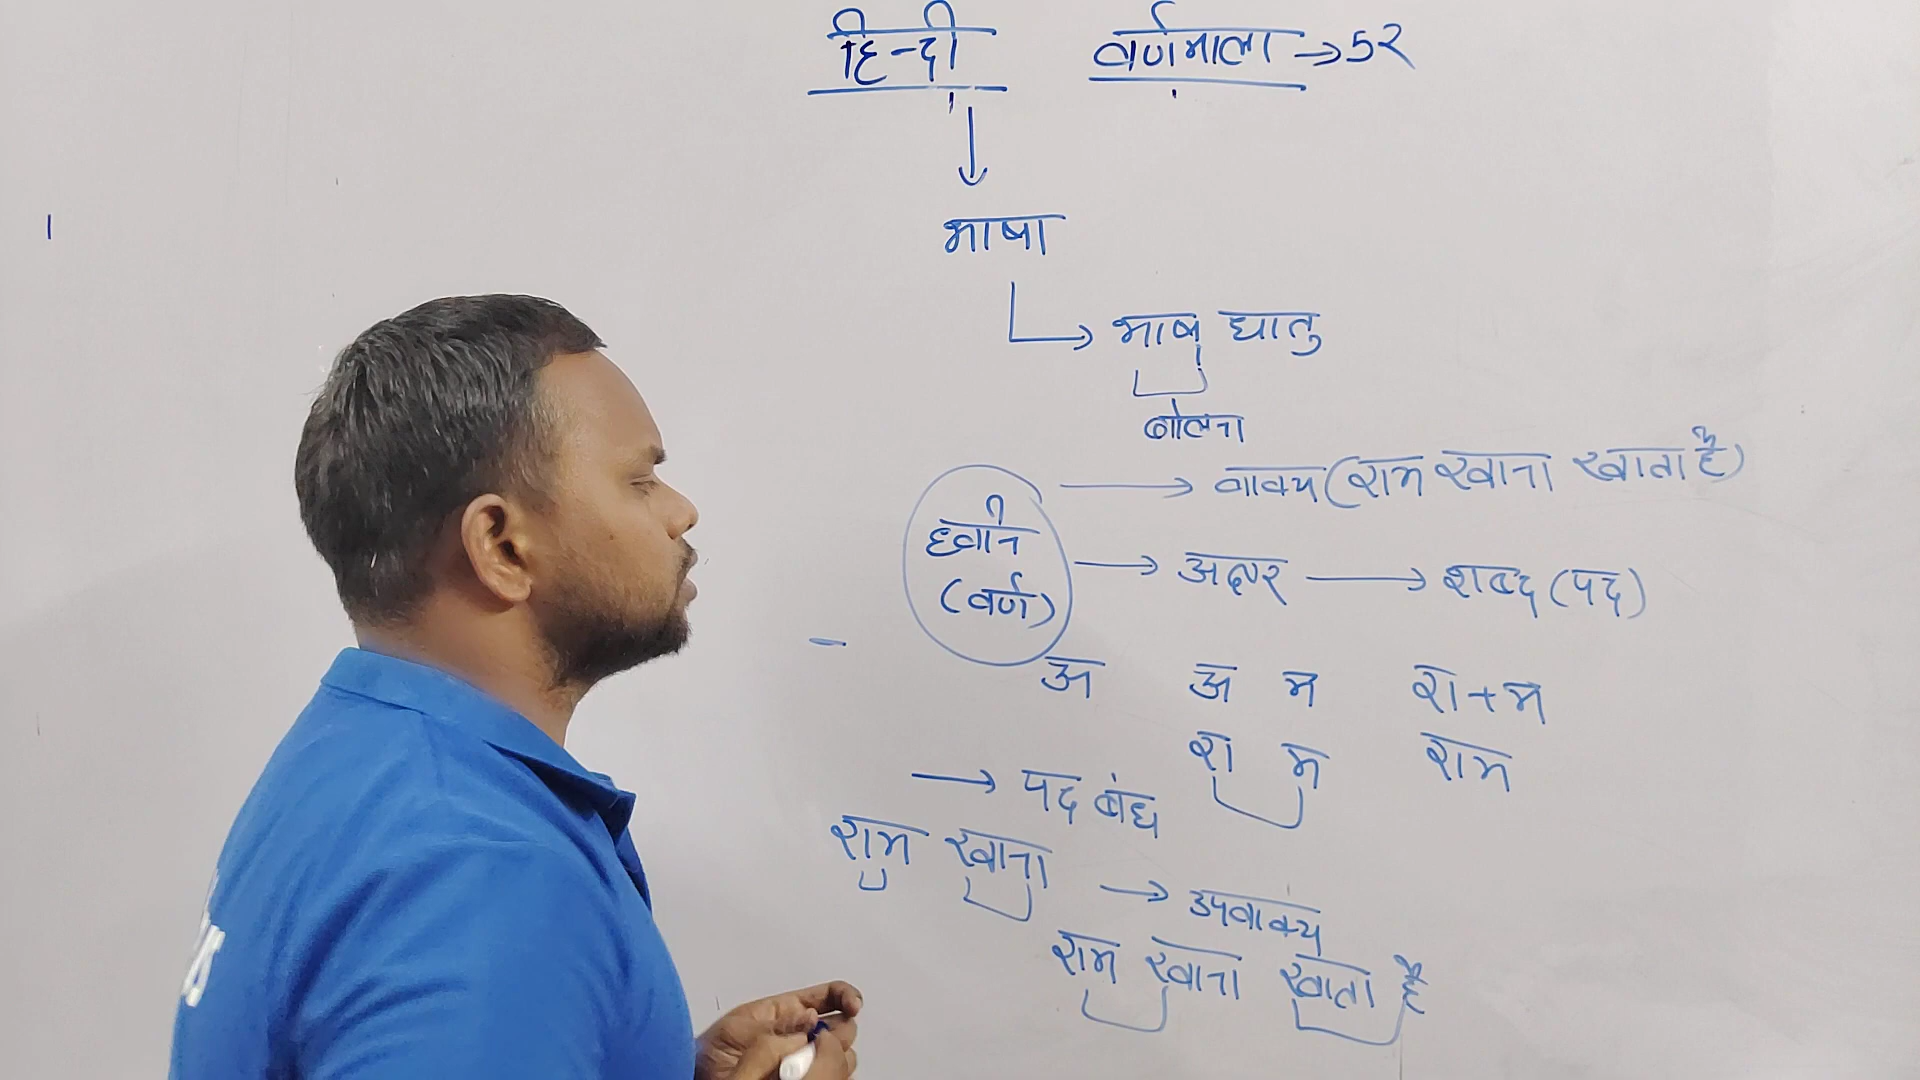 हिन्दी वर्णमाला → 52
↓
भाषा
→ भाष् धातु
बोलना
→ वाक्य (राम खाना खाता है)
ध्वनि (वर्ण) → अक्षर → शब्द (पद)
अ अ म रा + म
रा म राम
→ पद बंध
राम खाना
→ उपवाक्य
राम खाना खाता है